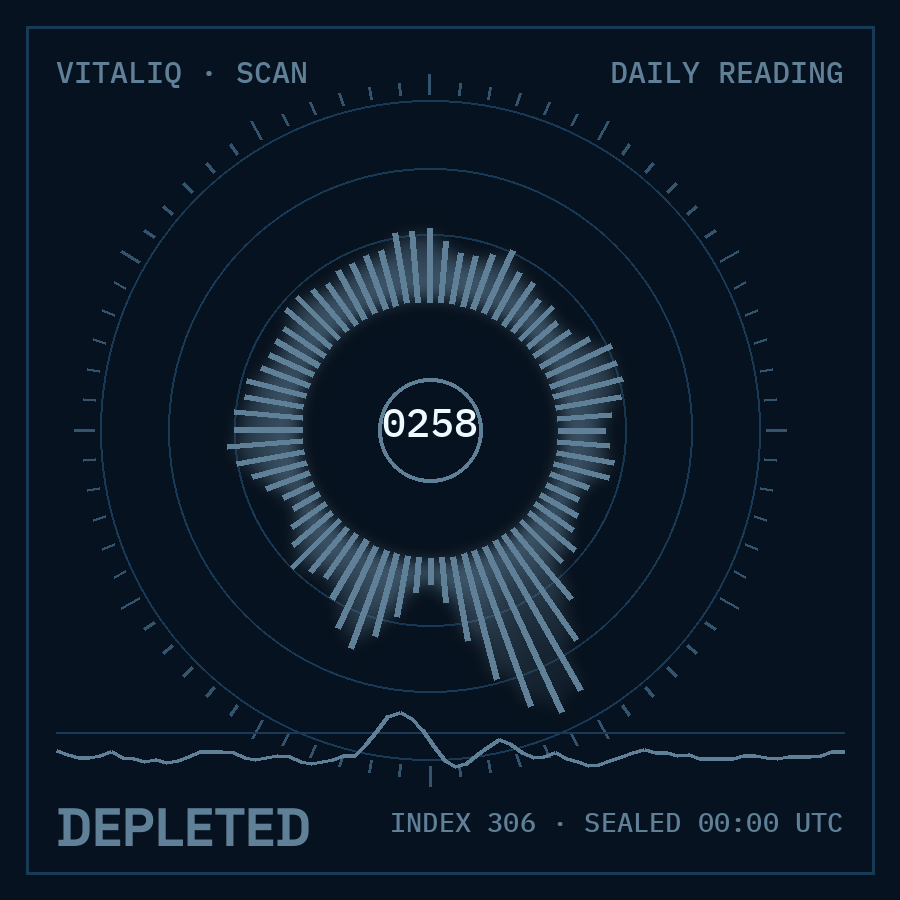 VITALIQ · SCAN
DAILY READING
0258
DEPLETED
INDEX 306 · SEALED 00:00 UTC